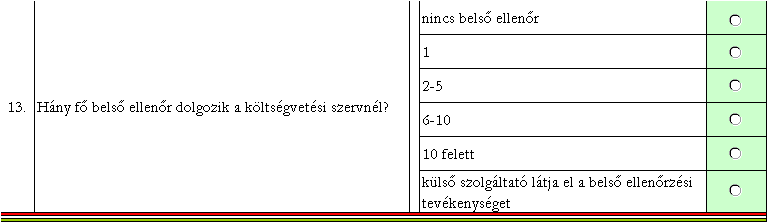 nincs belső ellenőr
1
2-5
13. Hány fő belső ellenőr dolgozik a költségvetési szervnél?
6-10
10 felett
külső szolgáltató látja el a belső ellenőrzési
tevékenységet